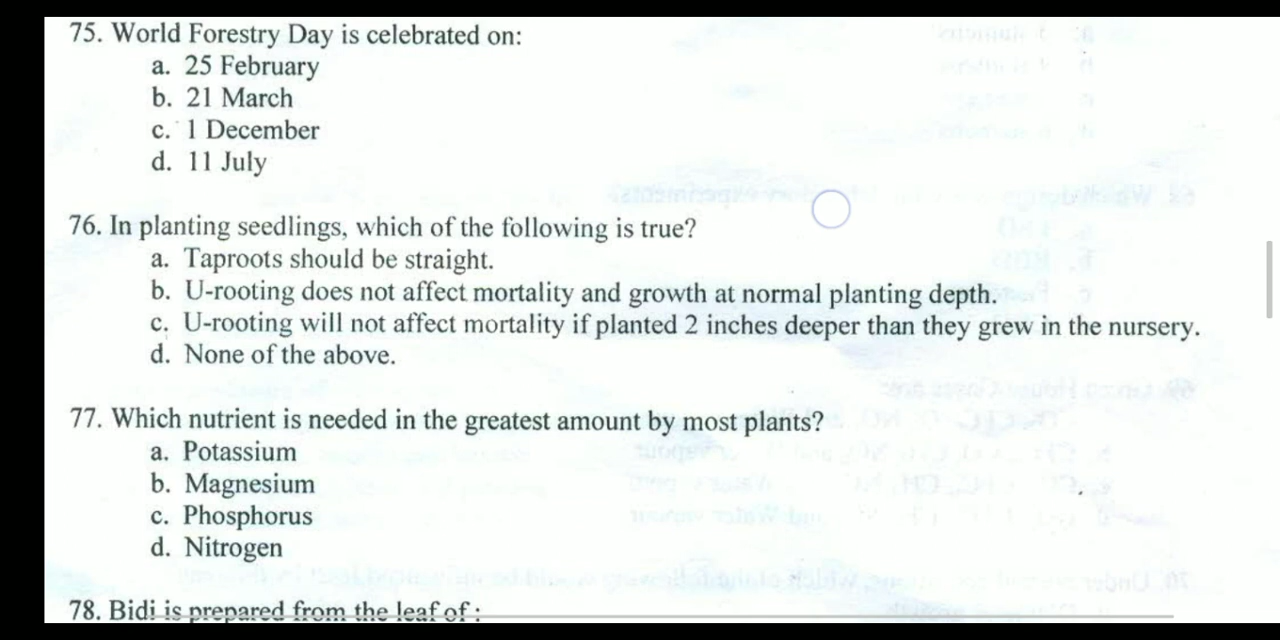 75. World Forestry Day is celebrated on:
a. 25 February
b. 21 March
c. 1 December
d. 11 July
76. In planting seedlings, which of the following is true?
a. Taproots should be straight.
b. U-rooting does not affect mortality and growth at normal planting depth.
c. U-rooting will not affect mortality if planted 2 inches deeper than they grew in the nursery.
d. None of the above.
77. Which nutrient is needed in the greatest amount by most plants?
a. Potassium
b. Magnesium
c. Phosphorus
d. Nitrogen
78. Bidi is prepared from the leaf of :